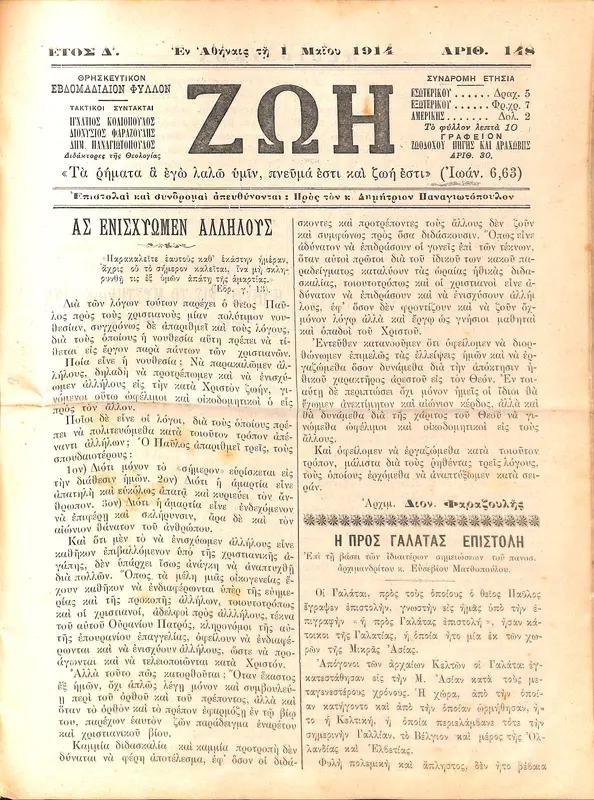 ΕΤΟΣ Δ΄. Ἐν Ἀθήναις τῇ 1 Μαΐου 1914 ΑΡΙΘ. 148
ΘΡΗΣΚΕΥΤΙΚΟΝ
ΕΒΔΟΜΑΔΙΑΙΟΝ ΦΥΛΛΟΝ
ΤΑΚΤΙΚΟΙ ΣΥΝΤΑΚΤΑΙ
ΙΓΝΑΤΙΟΣ ΚΟΛΙΟΠΟΥΛΟΣ
ΔΙΟΝΥΣΙΟΣ ΦΑΡΑΖΟΥΛΗΣ
ΔΗΜ. ΠΑΝΑΓΙΩΤΟΠΟΥΛΟΣ
Διδάκτορες τῆς Θεολογίας
ΖΩΗ
ΣΥΝΔΡΟΜΗ ΕΤΗΣΙΑ
ΕΣΩΤΕΡΙΚΟΥ...... Δραχ. 5
ΕΞΩΤΕΡΙΚΟΥ...... Φρ.χρ. 7
ΑΜΕΡΙΚΗΣ....... Δολ. 2
Τὸ φύλλον λεπτὰ 10
ΓΡΑΦΕΙΟΝ
ΖΩΟΔΟΧΟΥ ΠΗΓΗΣ ΚΑΙ ΑΡΑΧΩΒΗΣ
ΑΡΙΘ. 30.
«Τὰ ρήματα ἃ ἐγὼ λαλῶ ὑμῖν, πνεῦμά ἐστι καὶ ζωή ἐστι» (Ἰωάν. 6,63)
Ἐπιστολαὶ καὶ συνδρομαὶ ἀπευθύνονται: Πρὸς τὸν κ Δημήτριον Παναγιωτόπουλον
ΑΣ ΕΝΙΣΧΥΩΜΕΝ ΑΛΛΗΛΟΥΣ
«Παρακαλεῖτε ἑαυτοὺς καθ᾽ ἑκάστην ἡμέραν,
ἄχρις οὗ τὸ σήμερον καλεῖται, ἵνα μὴ σκλη-
ρυνθῇ τις ἐξ ὑμῶν ἀπάτῃ τῆς ἁμαρτίας.»
(Ἑβρ. γ΄. 13).
Διὰ τῶν λόγων τούτων παρέχει ὁ θεῖος Παῦ-
λος πρὸς τοὺς χριστιανοὺς μίαν πολύτιμον νου-
θεσίαν, συγχρόνως δὲ ἀπαριθμεῖ καὶ τοὺς λόγους,
διὰ τοὺς ὁποίους ἡ νουθεσία αὕτη πρέπει νὰ τί-
θεται εἰς ἔργον παρὰ πάντων τῶν χριστιανῶν.
Ποία εἶνε ἡ νουθεσία; Νὰ παρακαλῶμεν ἀλ-
λήλους, δηλαδὴ νὰ προτρέπωμεν καὶ νὰ ἐνισχύ-
ωμεν ἀλλήλους εἰς τὴν κατὰ Χριστὸν ζωήν, γι-
νόμενοι οὕτω ὠφέλιμοι καὶ οἰκοδομητικοὶ ὁ εἷς
πρὸς τὸν ἄλλον.
Ποῖοι δὲ εἶνε οἱ λόγοι, διὰ τοὺς ὁποίους πρέ-
πει νὰ πολιτευώμεθα κατὰ τοιοῦτον τρόπον ἀπέ-
ναντι ἀλλήλων; Ὁ Παῦλος ἀπαριθμεῖ τρεῖς, τοὺς
σπουδαιοτέρους:
1ον) Διότι μόνον τὸ «σήμερον» εὑρίσκεται εἰς
τὴν διάθεσιν ἡμῶν. 2ον) Διότι ἡ ἁμαρτία εἶνε
ἀπατηλὴ καὶ εὐκόλως ἀπατᾷ καὶ κυριεύει τὸν ἄν-
θρωπον. 3ον) Διότι ἡ ἁμαρτία εἶνε ἐνδεχόμενον
νὰ ἐπιφέρῃ καὶ σκλήρυνσιν, ἄρα δὲ καὶ τὸν
αἰώνιον θάνατον τοῦ ἀνθρώπου.
Καὶ ὅτι μὲν τὸ νὰ ἐνισχύωμεν ἀλλήλους εἶνε
καθῆκον ἐπιβαλλόμενον ὑπὸ τῆς χριστιανικῆς ἀ-
γάπης, δὲν ὑπάρχει ἴσως ἀνάγκη νὰ ἀναπτυχθῇ
διὰ πολλῶν. Ὅπως τὰ μέλη μιᾶς οἰκογενείας ἔ-
χουν καθῆκον νὰ ἐνδιαφέρωνται ὑπὲρ τῆς εὐημε-
ρίας καὶ τῆς προκοπῆς ἀλλήλων, τοιουτοτρόπως
καὶ οἱ χριστιανοί, ἀδελφοὶ πρὸς ἀλλήλους, τέκνα
τοῦ αὐτοῦ Οὐρανίου Πατρός, κληρονόμοι τῆς αὐ-
τῆς ἐπουρανίου ἐπαγγελίας, ὀφείλουν νὰ ἐνδιαφέ-
ρωνται καὶ νὰ ἐνισχύουν ἀλλήλους, ὥστε νὰ προ-
άγωνται καὶ νὰ τελειοποιῶνται κατὰ Χριστόν.
Ἀλλὰ τοῦτο πῶς κατορθοῦται; Ὅταν ἕκαστος
ἐξ ἡμῶν, ὄχι ἁπλῶς λέγῃ μόνον καὶ συμβουλεύ-
ῃ περὶ τοῦ ὀρθοῦ καὶ τοῦ πρέποντος, ἀλλὰ καὶ
ὅταν τὸ ὀρθὸν καὶ τὸ πρέπον ἐφαρμόζῃ ἐν τῷ βίῳ
του, παρέχων ἑαυτὸν ζῶν παράδειγμα ἐναρέτου
καὶ χριστιανικοῦ βίου.
Καμμία διδασκαλία καὶ καμμία προτροπὴ δὲν
δύναται νὰ φέρῃ ἀποτέλεσμα, ἐφ᾽ ὅσον οἱ διδά-
σκοντες καὶ προτρέποντες τοὺς ἄλλους δὲν ζοῦν
καὶ συμφώνως πρὸς ὅσα διδάσκουσιν. Ὅπως εἶνε
ἀδύνατον νὰ ἐπιδράσουν οἱ γονεῖς ἐπὶ τῶν τέκνων,
ὅταν αὐτοὶ πρῶτοι διὰ τοῦ ἰδικοῦ των κακοῦ πα-
ραδείγματος καταλύουν τὰς ὡραίας ἠθικὰς διδα-
σκαλίας, τοιουτοτρόπως καὶ οἱ χριστιανοὶ εἶνε ἀ-
δύνατον νὰ ἐπιδράσουν καὶ νὰ ἐνισχύσουν ἀλλή-
λους, ἐφ᾽ ὅσον δὲν φροντίζουν καὶ νὰ ζοῦν ὄχι
μόνον λόγῳ ἀλλὰ καὶ ἔργῳ ὡς γνήσιοι μαθηταὶ
καὶ ὀπαδοὶ τοῦ Χριστοῦ.
Ἐντεῦθεν κατανοοῦμεν ὅτι ὀφείλομεν νὰ διορ-
θώνωμεν ἐπιμελῶς τὰς ἐλλείψεις ἡμῶν καὶ νὰ ἐρ-
γαζώμεθα ὅσον δυνάμεθα διὰ τὴν ἀπόκτησιν ἠ-
θικοῦ χαρακτῆρος ἀρεστοῦ εἰς τὸν Θεόν. Ἐν τοι-
αύτῃ δὲ περιπτώσει ὄχι μόνον ἡμεῖς οἱ ἴδιοι θὰ
ἔχωμεν ἀνεκτίμητον καὶ αἰώνιον κέρδος, ἀλλὰ καὶ
θὰ δυνάμεθα διὰ τῆς χάριτος τοῦ Θεοῦ νὰ γι-
νώμεθα ὠφέλιμοι καὶ οἰκοδομητικοὶ εἰς τοὺς
ἄλλους.
Καὶ ὀφείλομεν νὰ ἐργαζώμεθα κατὰ τοιοῦτον
τρόπον, μάλιστα διὰ τοὺς ῥηθέντας τρεῖς λόγους,
τοὺς ὁποίους ἐρχόμεθα νὰ ἀναπτύξωμεν κατὰ σει-
ράν.
Ἀρχιμ. Διον. Φαραζουλῆς
Η ΠΡΟΣ ΓΑΛΑΤΑΣ ΕΠΙΣΤΟΛΗ
Ἐπὶ τῇ βάσει τῶν ἰδιαιτέρων σημειώσεων τοῦ πανοσ.
ἀρχιμανδρίτου κ. Εὐσεβίου Ματθοπούλου.
Οἱ Γαλάται, πρὸς τοὺς ὁποίους ὁ θεῖος Παῦλος
ἔγραψεν ἐπιστολήν, γνωστὴν εἰς ἡμᾶς ὑπὸ τὴν ἐ-
πιγραφὴν «ἡ πρὸς Γαλάτας ἐπιστολή», ἦσαν κά-
τοικοι τῆς Γαλατίας, ἡ ὁποία ἦτο μία ἐκ τῶν χω-
ρῶν τῆς Μικρᾶς Ἀσίας.
Ἀπόγονοι τῶν ἀρχαίων Κελτῶν οἱ Γαλάται ἐγ-
κατεστάθησαν εἰς τὴν Μ. Ἀσίαν κατὰ τοὺς με-
ταγενεστέρους χρόνους. Ἡ χώρα, ἀπὸ τὴν ὁποί-
αν κατήγοντο καὶ ἀπὸ τὴν ὁποίαν ὡρμήθησαν, ἦ-
το ἡ Κελτική, ἡ ὁποία περιελάμβανε τότε τὴν
σημερινὴν Γαλλίαν, τὸ Βέλγιον καὶ μέρος τῆς Ὁλ-
λανδίας καὶ Ἑλβετίας.
Φυλὴ πολεμικὴ καὶ ἄπληστος, δὲν ἦτο βέβαια